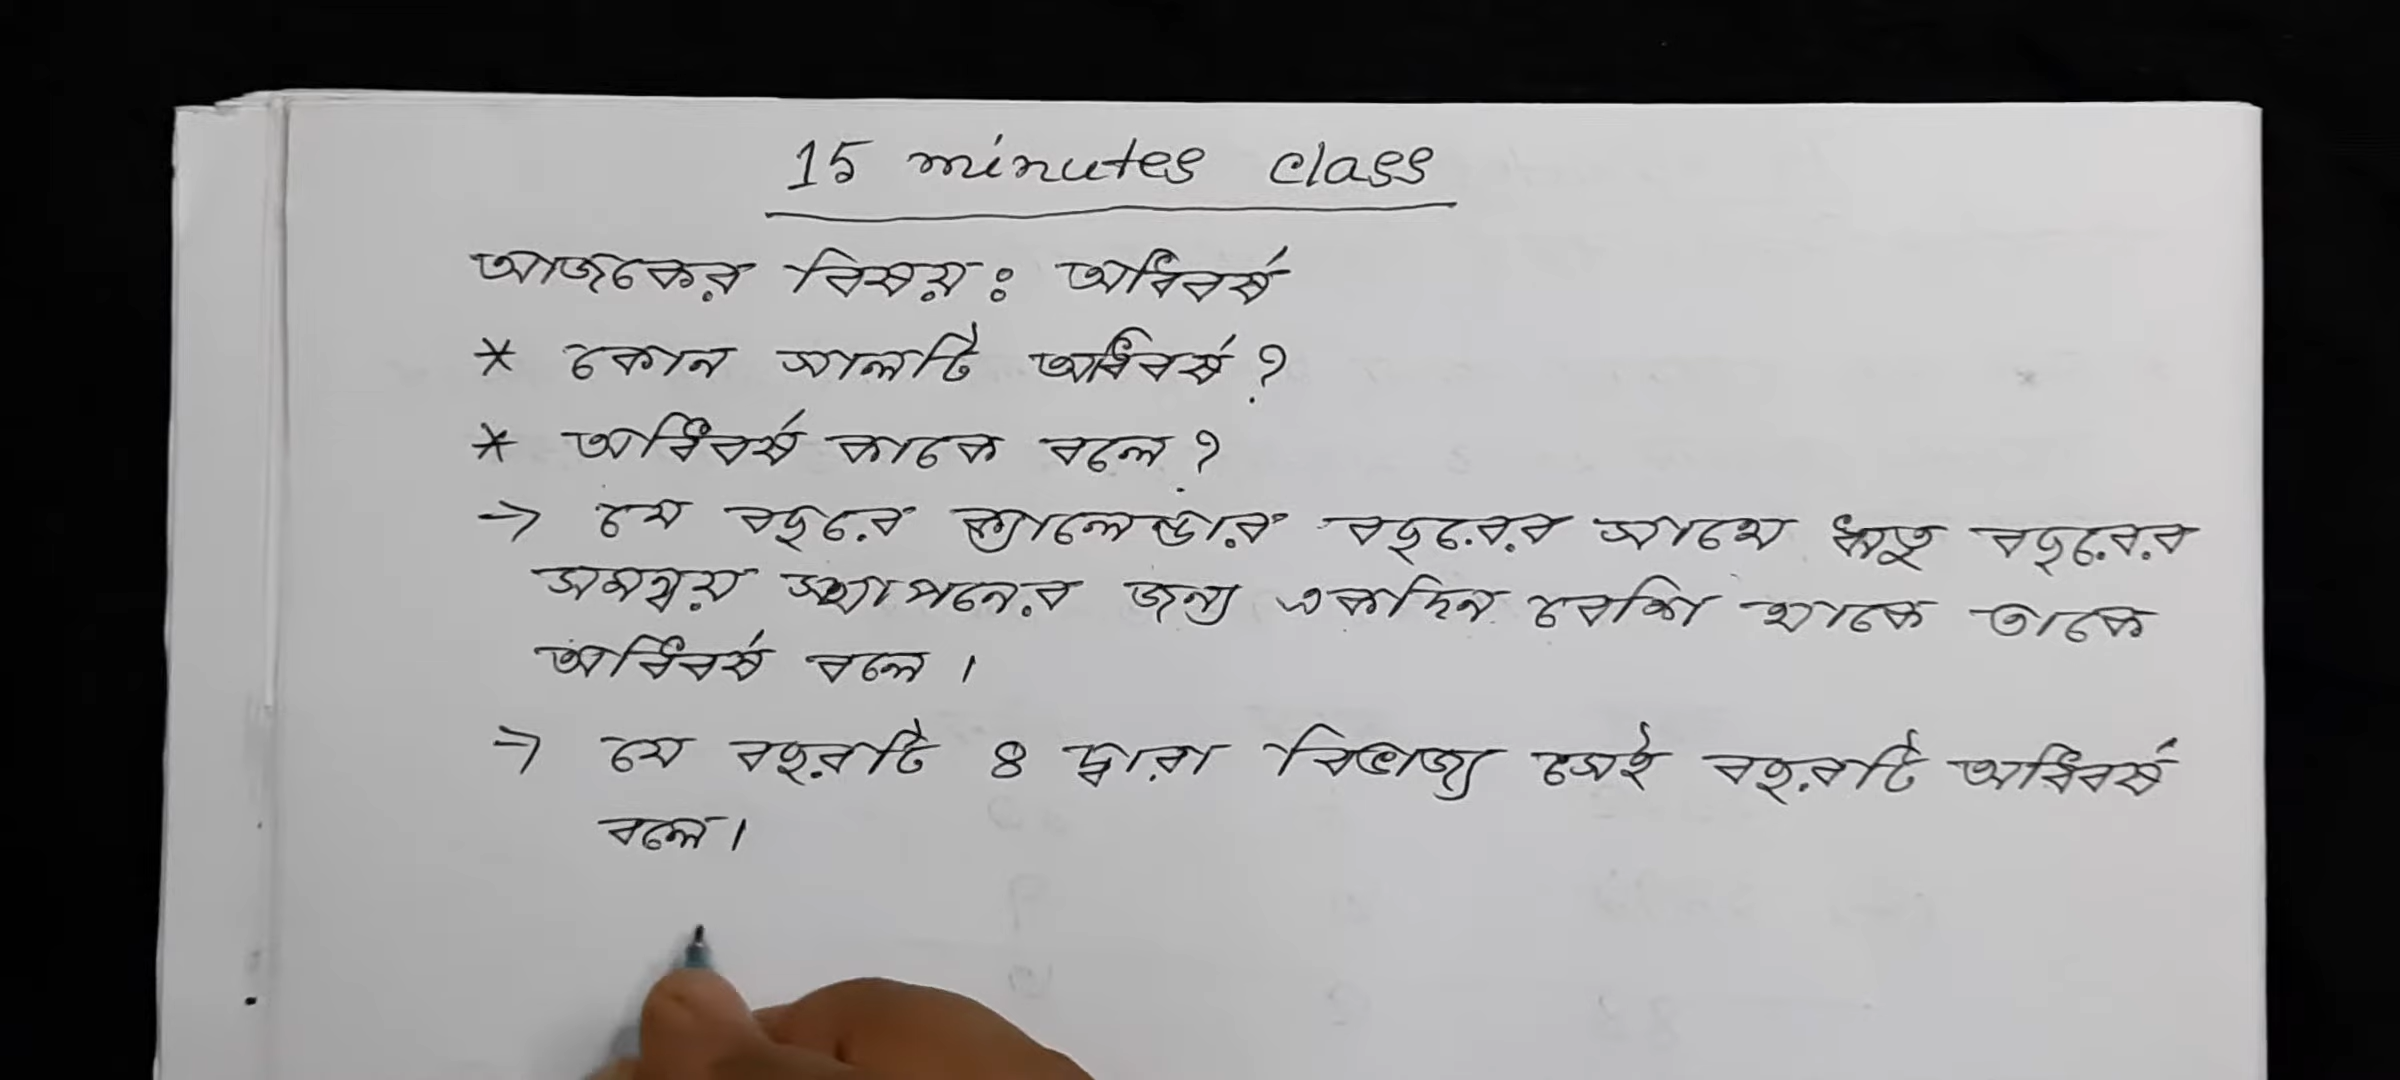 15 minutes class
আজকের বিষয়ঃ অধিবর্ষ
* কোন সালটি অধিবর্ষ?
* অধিবর্ষ কাকে বলে?
→ যে বছরে ক্যালেন্ডার বছরের সাথে ঋতু বছরের
সমন্বয় স্থাপনের জন্য একদিন বেশি থাকে তাকে
অধিবর্ষ বলে।
→ যে বছরটি ৪ দ্বারা বিভাজ্য সেই বছরটি অধিবর্ষ
বলে।